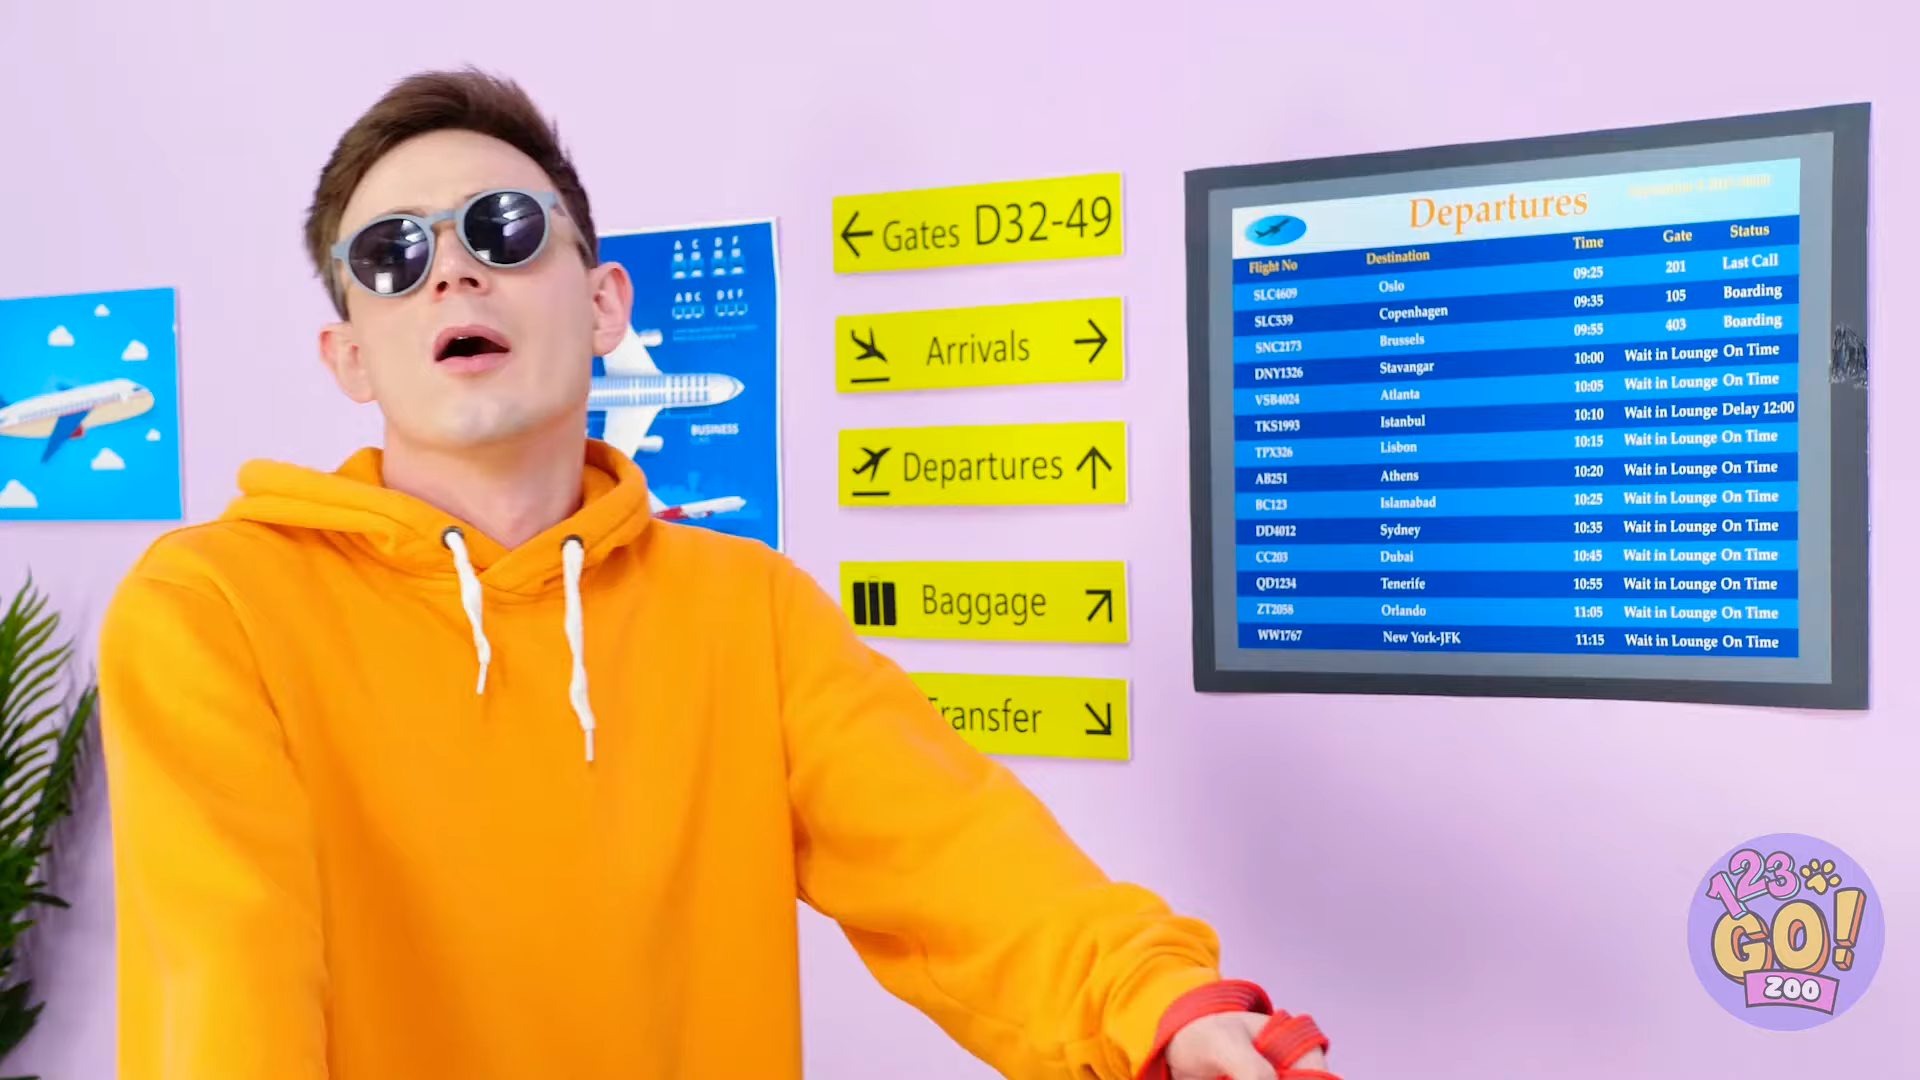 A C D F
A B C D E F
BUSINESS
Gates D32-49
Arrivals
Departures
Baggage
Transfer
Departures
Flight No Destination Time Gate Status
SLC4609 Oslo 09:25 201 Last Call
SLC539 Copenhagen 09:35 105 Boarding
SNC2173 Brussels 09:55 403 Boarding
DNY1326 Stavangar 10:00 Wait in Lounge On Time
VSB4024 Atlanta 10:05 Wait in Lounge On Time
TKS1993 Istanbul 10:10 Wait in Lounge Delay 12:00
TPX326 Lisbon 10:15 Wait in Lounge On Time
AB251 Athens 10:20 Wait in Lounge On Time
BC123 Islamabad 10:25 Wait in Lounge On Time
DD4012 Sydney 10:35 Wait in Lounge On Time
CC203 Dubai 10:45 Wait in Lounge On Time
QD1234 Tenerife 10:55 Wait in Lounge On Time
ZT2058 Orlando 11:05 Wait in Lounge On Time
WW1767 New York-JFK 11:15 Wait in Lounge On Time
123
GO!
ZOO